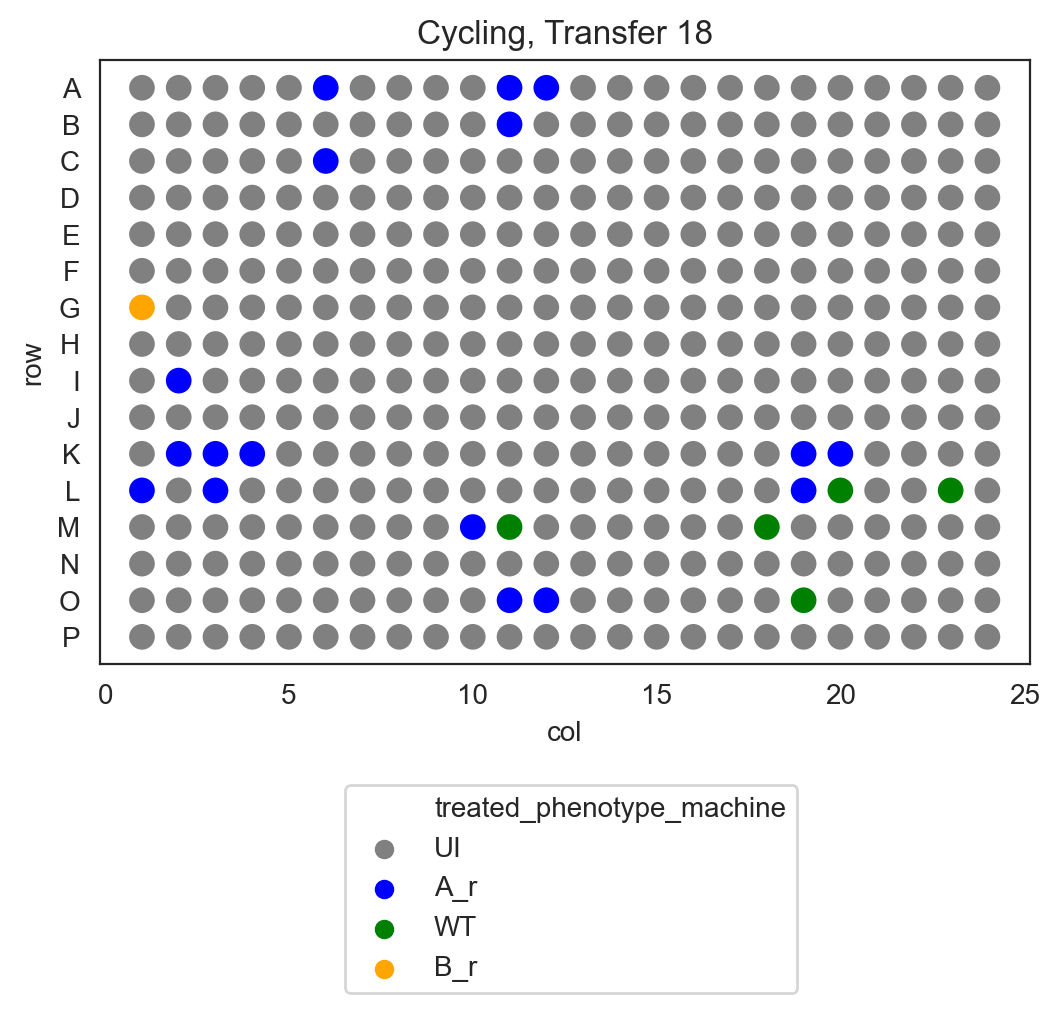 Cycling, Transfer 18
A
B
C
D
E
F
G
H
I
J
K
L
M
N
O
P
row
0 5 10 15 20 25
col
treated_phenotype_machine
UI
A_r
WT
B_r